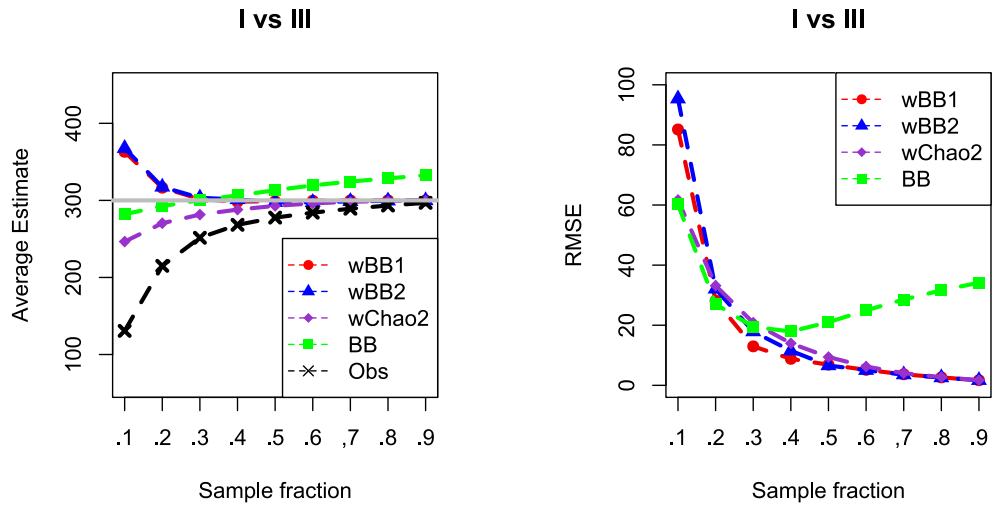 I vs III
Average Estimate
400
300
200
100
wBB1
wBB2
wChao2
BB
Obs
.1 .2 .3 .4 .5 .6 ,7 .8 .9
Sample fraction
I vs III
RMSE
100
80
60
40
20
0
wBB1
wBB2
wChao2
BB
.1 .2 .3 .4 .5 .6 ,7 .8 .9
Sample fraction